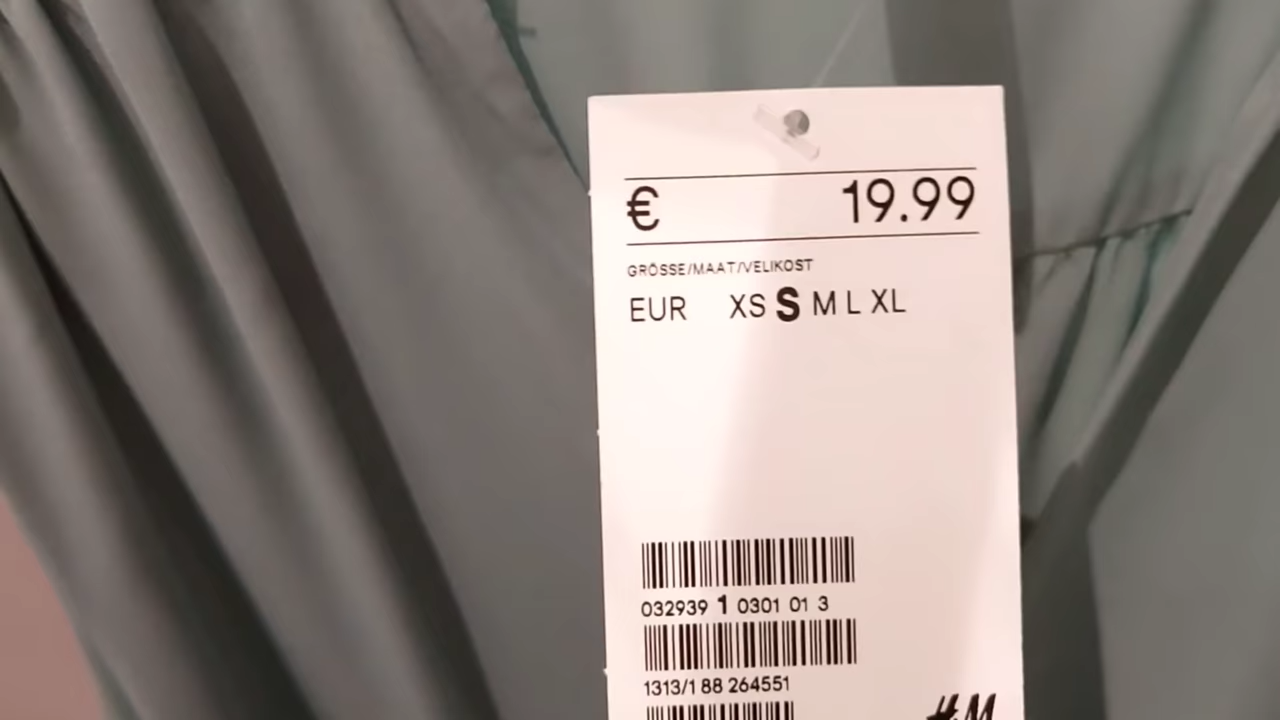 € 19.99
GRÖSSE/MAAT/VELIKOST
EUR XS S M L XL
032939 1 0301 01 3
1313/1 88 264551
H&M